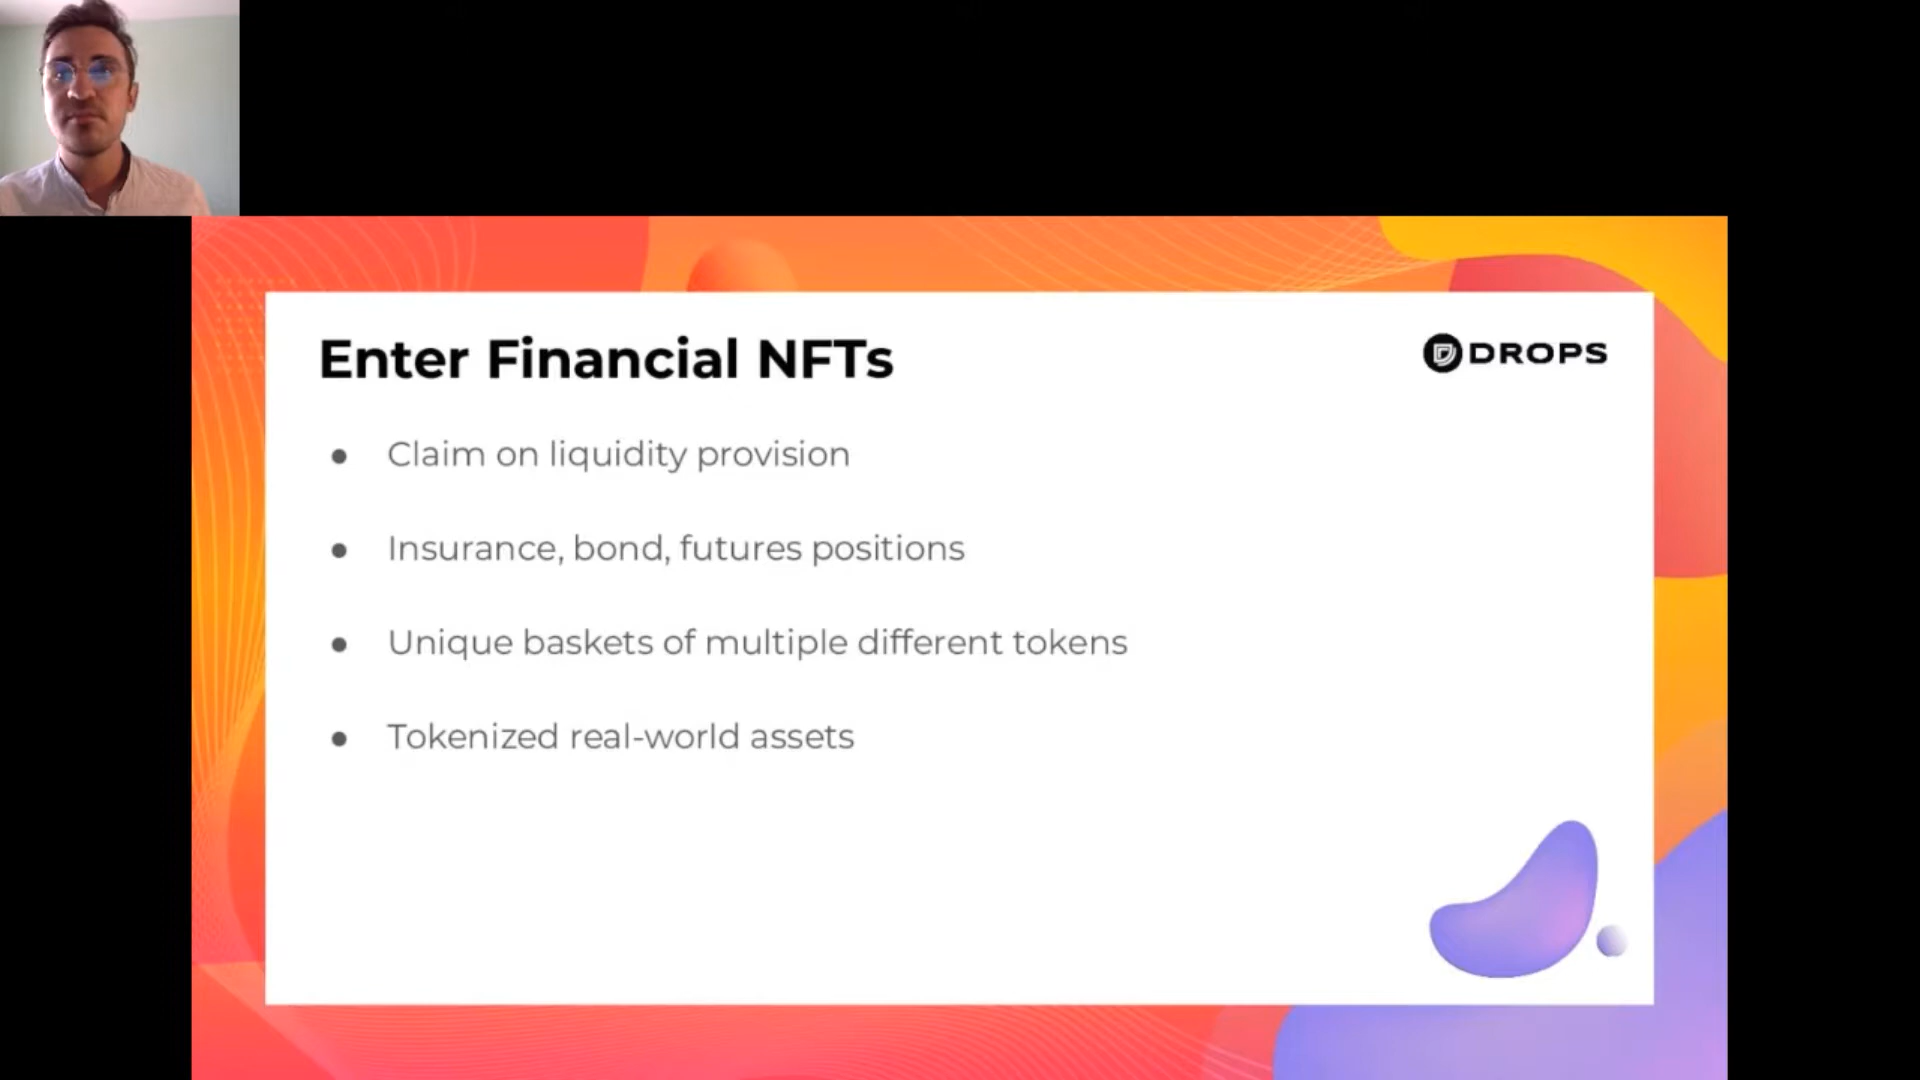 Enter Financial NFTs
DROPS
Claim on liquidity provision
Insurance, bond, futures positions
Unique baskets of multiple different tokens
Tokenized real-world assets